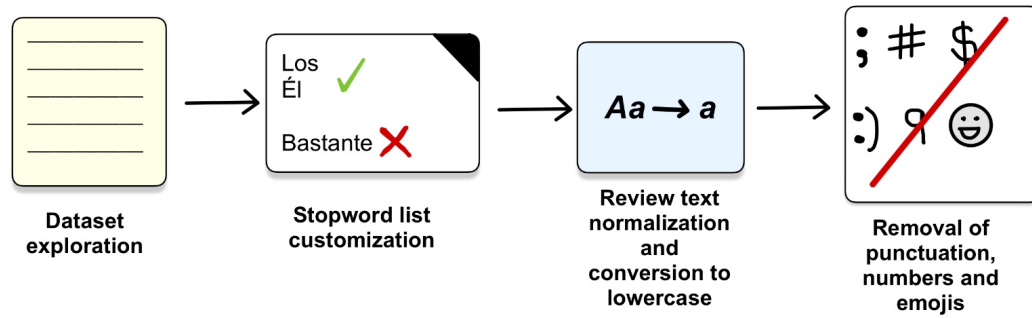 Los
Él
Bastante
Aa → a
; # $
:) 9
Dataset
exploration
Stopword list
customization
Review text
normalization
and
conversion to
lowercase
Removal of
punctuation,
numbers and
emojis